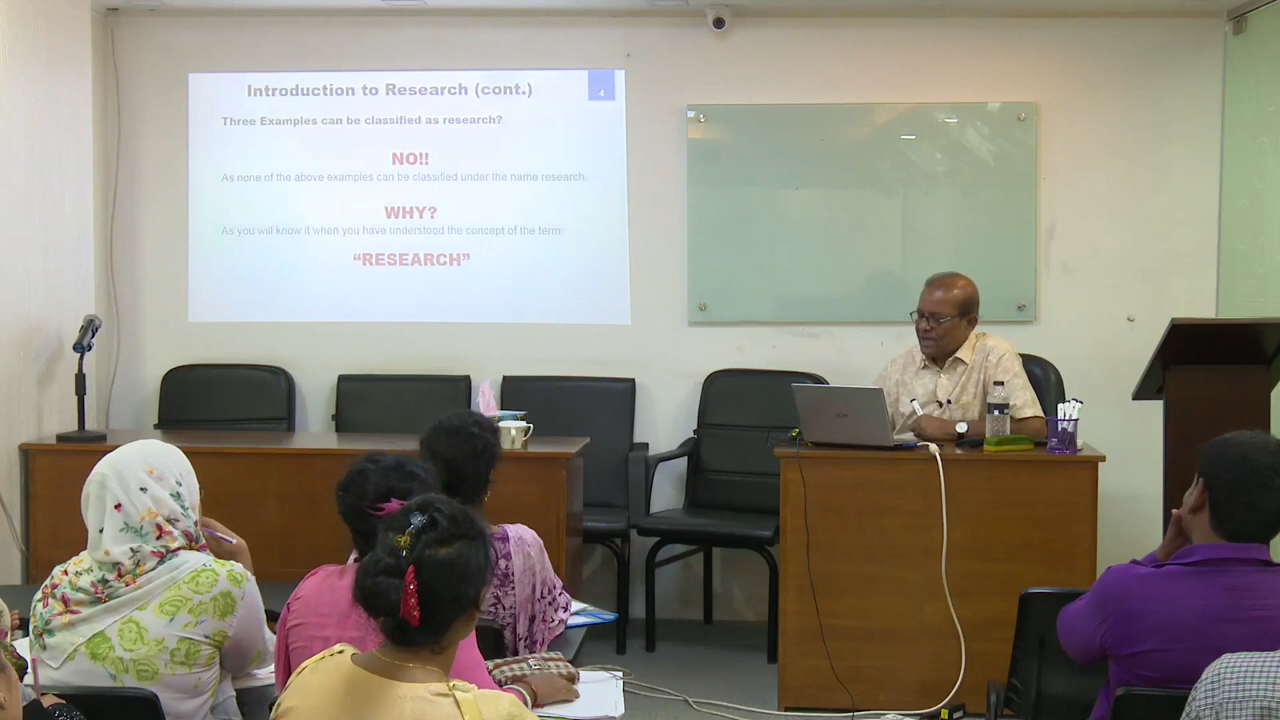 Introduction to Research (cont.)
4
Three Examples can be classified as research?
NO!!
As none of the above examples can be classified under the name research.
WHY?
As you will know it when you have understood the concept of the term:
“RESEARCH”
acer